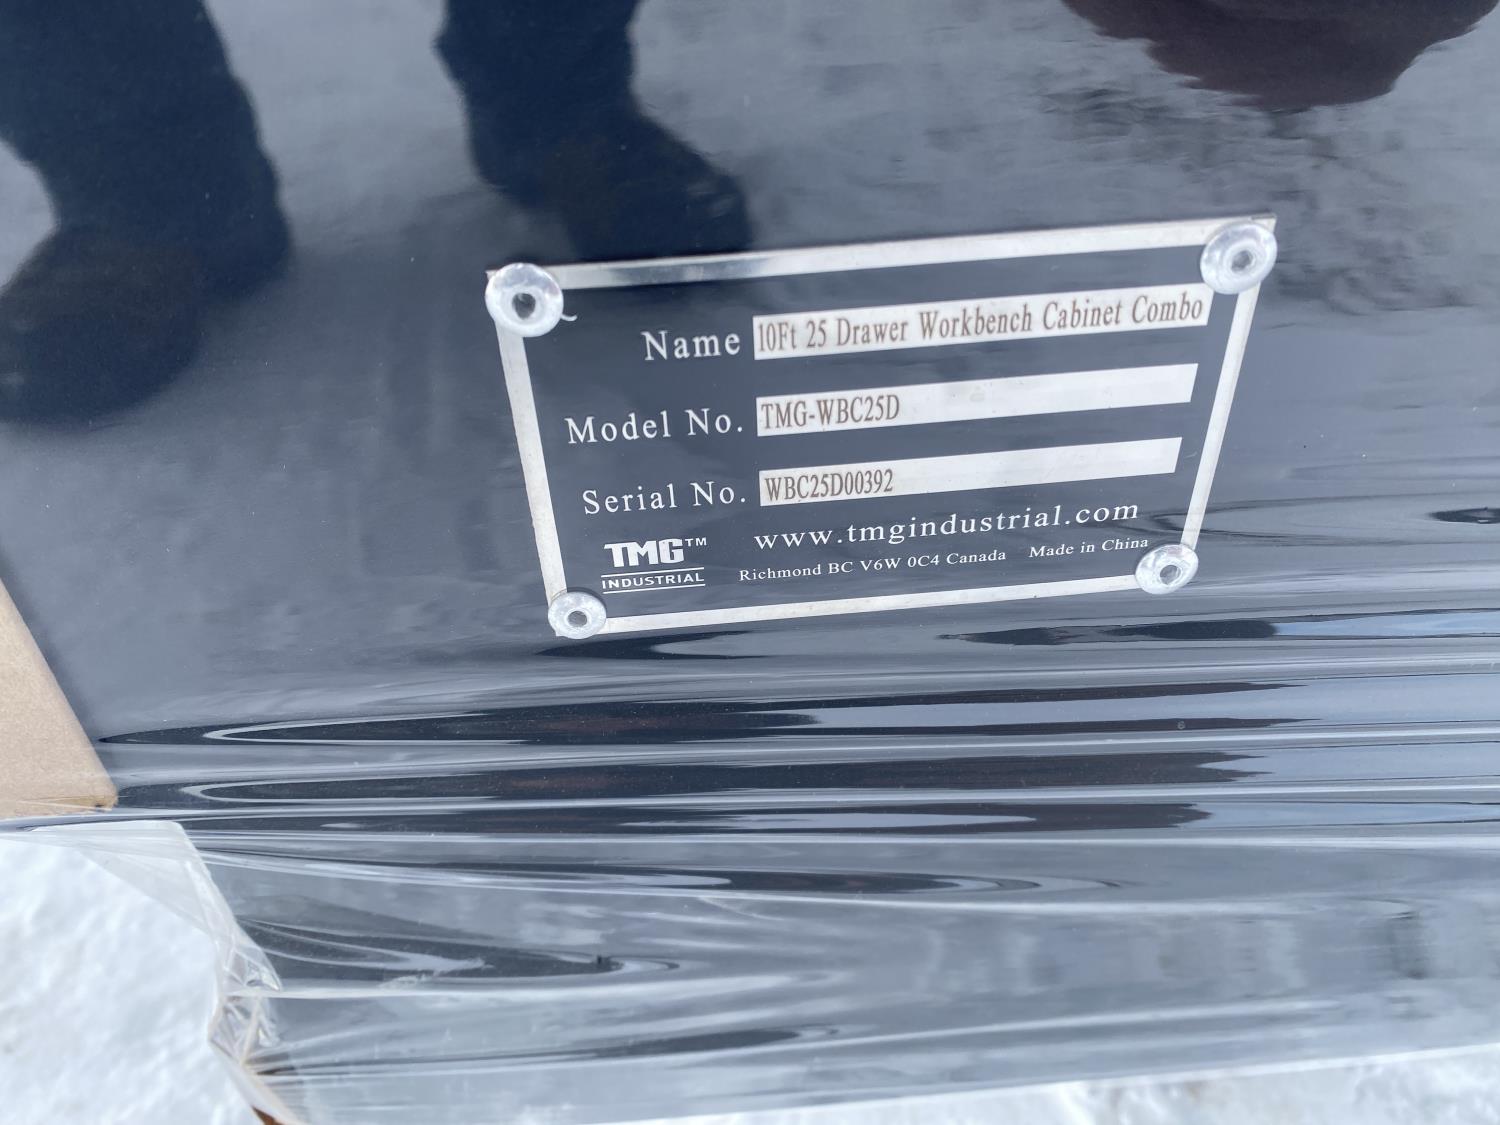 Name 10Ft 25 Drawer Workbench Cabinet Combo
Model No. TMG-WBC25D
Serial No. WBC25D00392
TMG™ www.tmgindustrial.com
INDUSTRIAL Richmond BC V6W 0C4 Canada Made in China